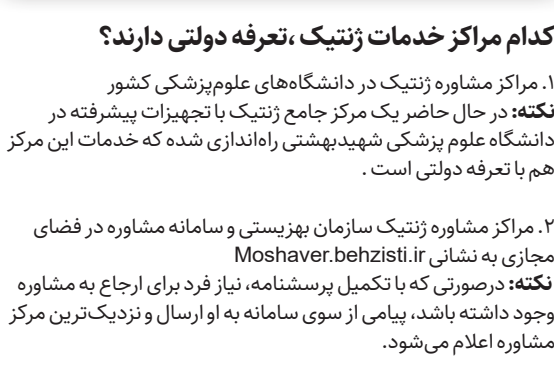 کدام مراکز خدمات ژنتیک ،تعرفه دولتی دارند؟
۱. مراکز مشاوره ژنتیک در دانشگاه‌های علوم‌پزشکی کشور
نکته: در حال حاضر یک مرکز جامع ژنتیک با تجهیزات پیشرفته در
دانشگاه علوم پزشکی شهیدبهشتی راه‌اندازی شده که خدمات این مرکز
هم با تعرفه دولتی است .
۲. مراکز مشاوره ژنتیک سازمان بهزیستی و سامانه مشاوره در فضای
مجازی به نشانی Moshaver.behzisti.ir
نکته: درصورتی که با تکمیل پرسشنامه، نیاز فرد برای ارجاع به مشاوره
وجود داشته باشد، پیامی از سوی سامانه به او ارسال و نزدیک‌ترین مرکز
مشاوره اعلام می‌شود.